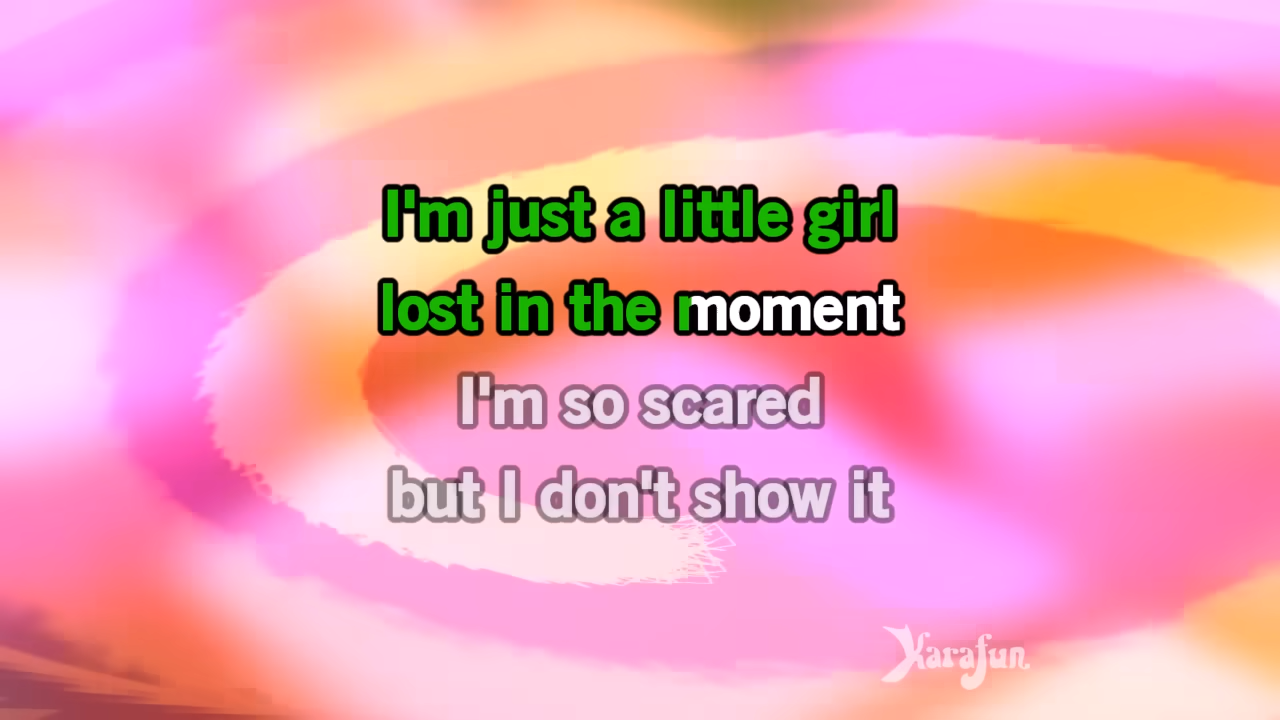 I'm just a little girl
lost in the moment
I'm so scared
but I don't show it
Karafun